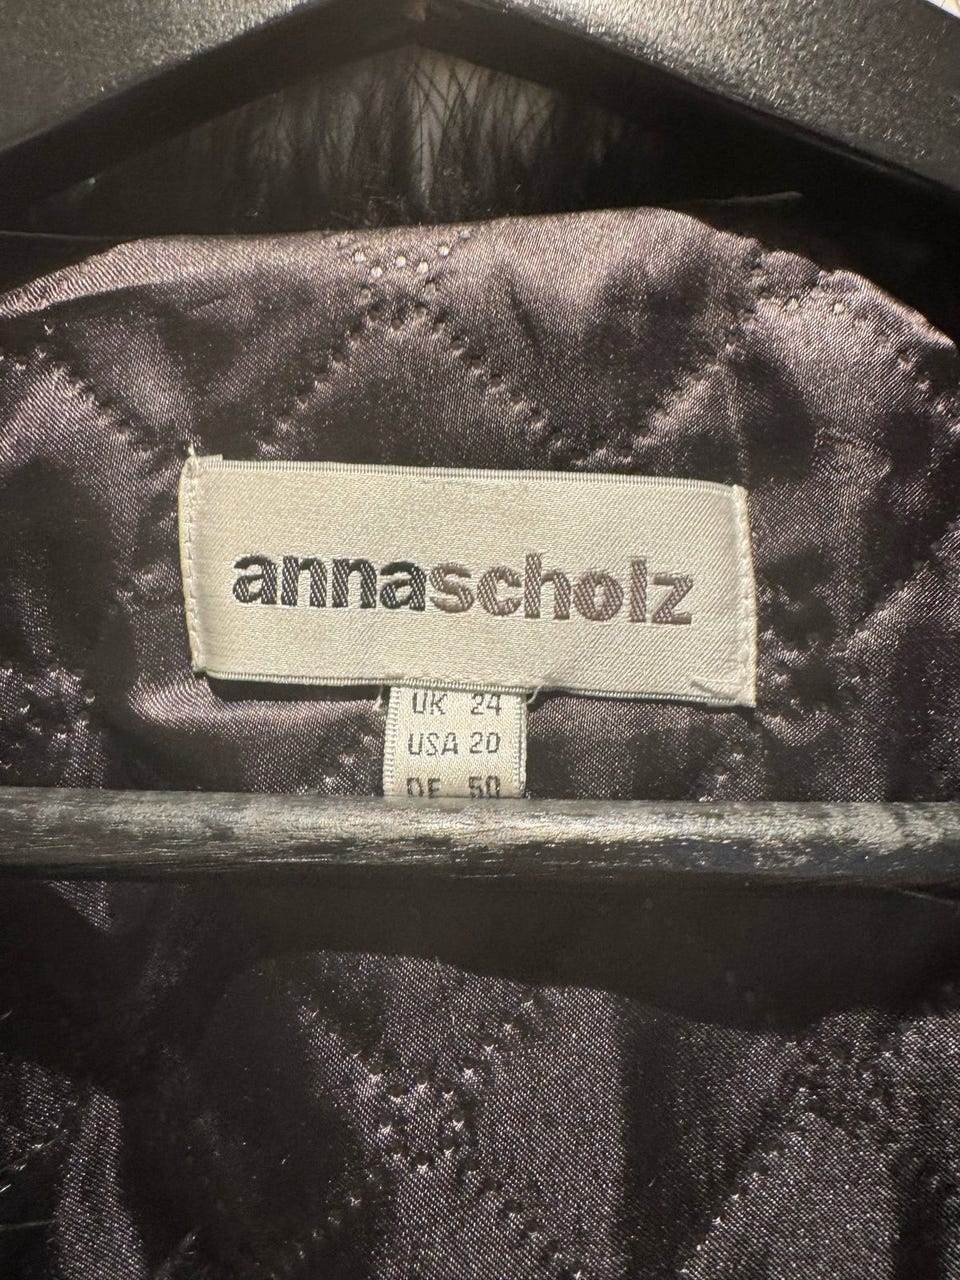 annascholz
UK 24
USA 20
DE 50